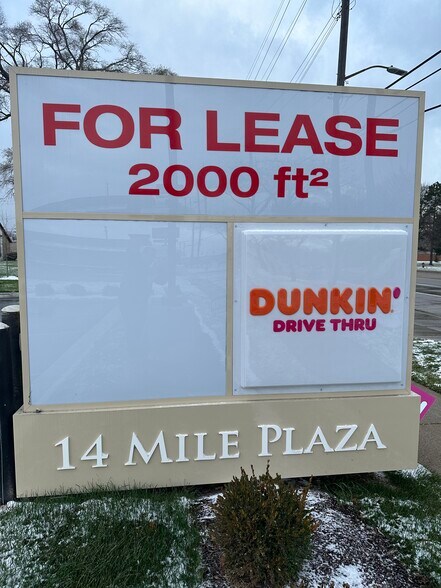 FOR LEASE
2000 ft²
DUNKIN'
DRIVE THRU
14 MILE PLAZA